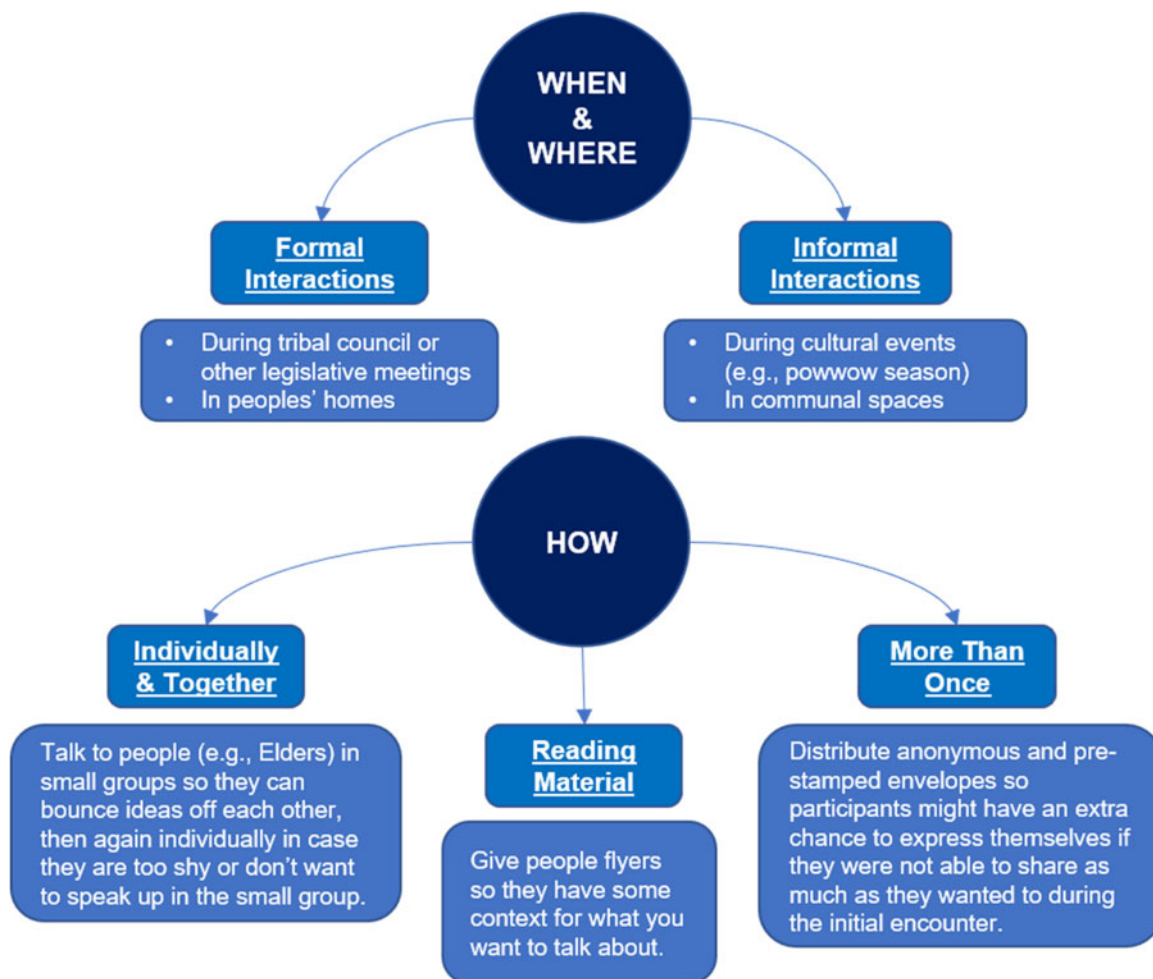 WHEN
&
WHERE
Formal
Interactions
• During tribal council or
other legislative meetings
• In peoples' homes
Informal
Interactions
• During cultural events
(e.g., powwow season)
• In communal spaces
HOW
Individually
& Together
Talk to people (e.g., Elders) in
small groups so they can
bounce ideas off each other,
then again individually in case
they are too shy or don't want
to speak up in the small group.
Reading
Material
Give people flyers
so they have some
context for what you
want to talk about.
More Than
Once
Distribute anonymous and pre-
stamped envelopes so
participants might have an extra
chance to express themselves if
they were not able to share as
much as they wanted to during
the initial encounter.